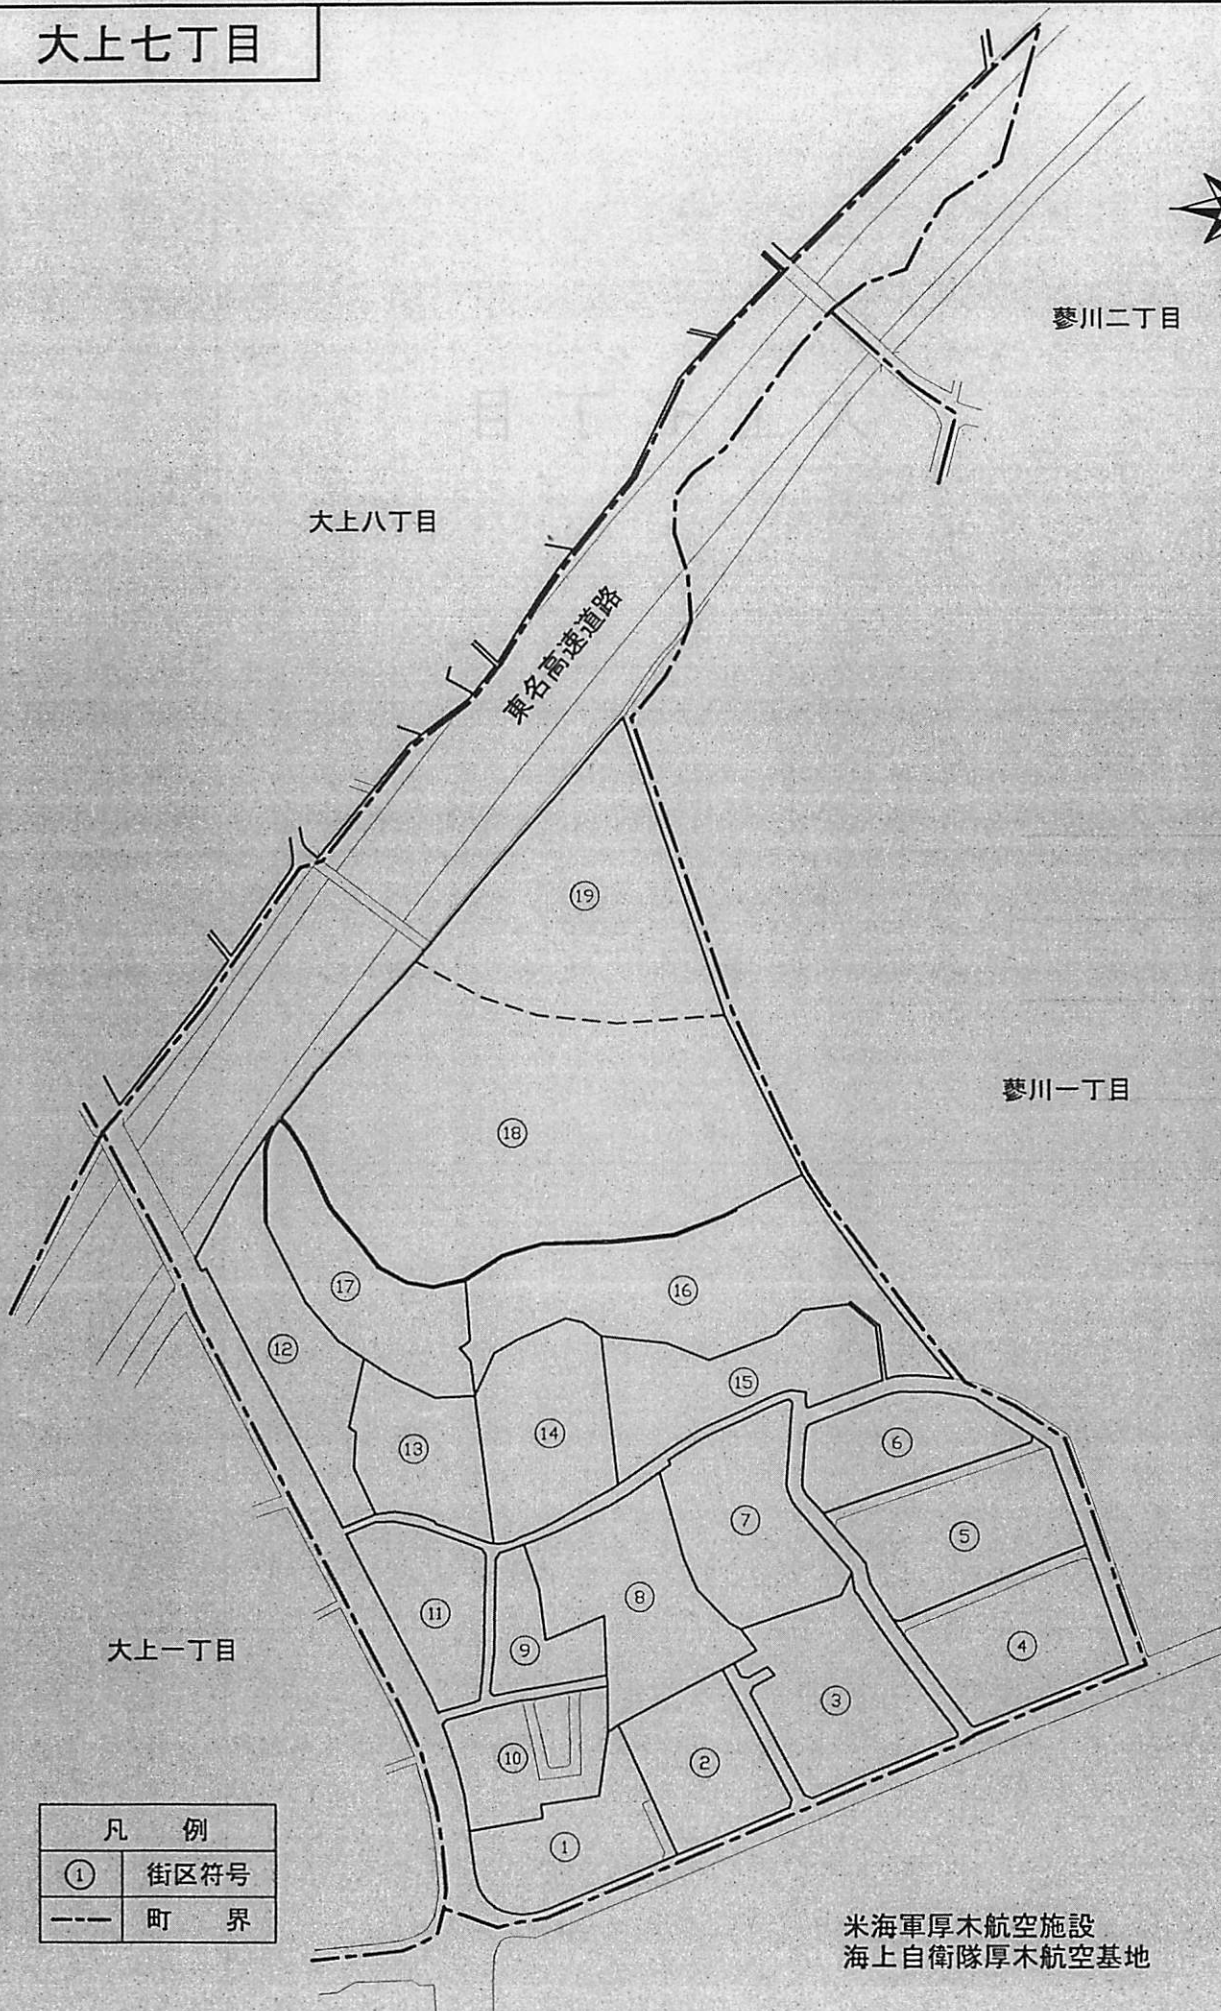 大上七丁目
蓼川二丁目
大上八丁目
東名高速道路
⑲
蓼川一丁目
⑱
⑰
⑯
⑫
⑮
⑭
⑬
⑥
⑦
⑤
⑧
⑪
⑨
④
大上一丁目
③
⑩
②
①
凡 例
① 街区符号
町 界
米海軍厚木航空施設
海上自衛隊厚木航空基地